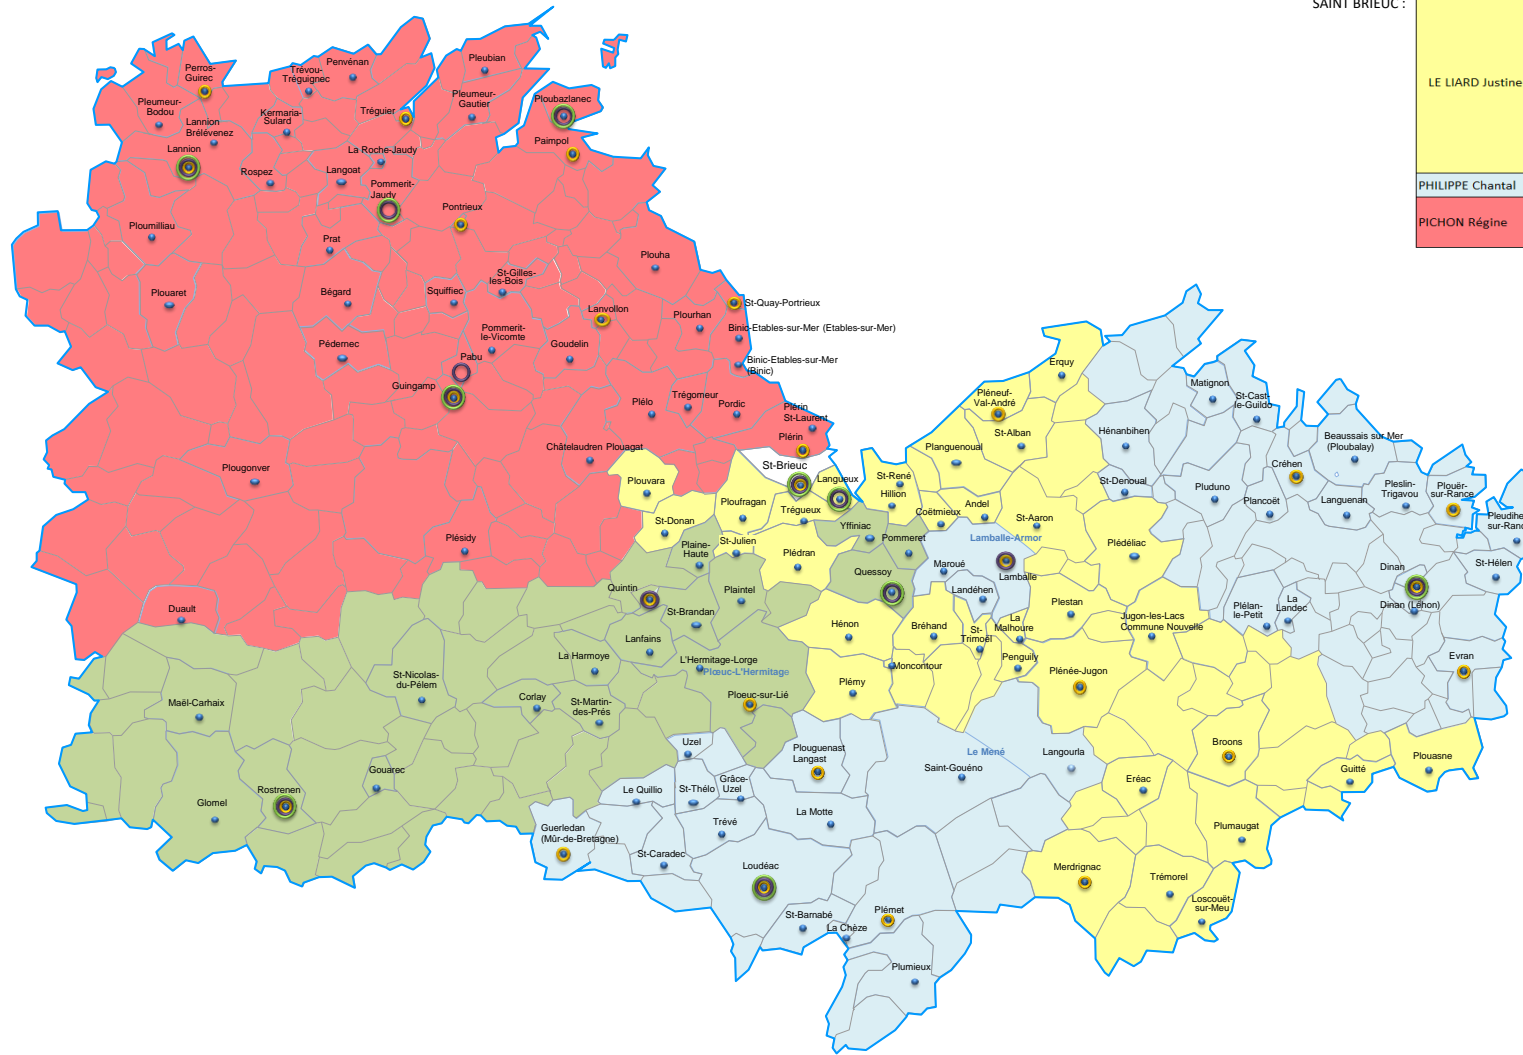 SAINT BRIEUC :
LE LIARD Justine
PHILIPPE Chantal
PICHON Régine
Perros-
Guirec
Trévou-
Tréguignec
Penvénan
Pleubian
Pleumeur-
Bodou
Lannion
Brélévenez
Kermaria-
Sulard
Tréguier
Pleumeur-
Gautier
Ploubazlanec
Lannion
Rospez
La Roche-Jaudy
Langoat
Pommerit-
Jaudy
Paimpol
Pontrieux
Ploumilliau
Prat
Plouha
St-Gilles-
les-Bois
Plouaret
Bégard
Squiffiec
Lanvollon
St-Quay-Portrieux
Plourhan
Binic-Etables-sur-Mer (Etables-sur-Mer)
Pédernec
Pommerit-
le-Vicomte
Goudelin
Pabu
Binic-Etables-sur-Mer
(Binic)
Guingamp
Plélo
Trégomeur
Pordic
Plérin
St-Laurent
Plérin
Châtelaudren Plouagat
Plougonver
Plésidy
Duault
Erquy
Pléneuf-
Val-André
St-Alban
Planguenoual
Matignon
St-Cast-
le-Guildo
Hénanbihen
Beaussais sur Mer
(Ploubalay)
St-Brieuc
Langueux
St-René
Hillion
Plouvara
Ploufragan
Trégueux
Coëtmieux
Andel
St-Aaron
St-Denoual
Pluduno
Plancoët
Créhen
Languenan
Pleslin-
Trigavou
Plouër-
sur-Rance
Pleudihe
sur-Ranc
St-Donan
St-Julien
Plaine-
Haute
Yffiniac
Pommeret
Lamballe-Armor
Plédéliac
Plédran
Quessoy
Maroué
Lamballe
Landéhen
Dinan
St-Hélen
Dinan (Léhon)
Quintin
Plaintel
St-Brandan
Plélan-
le-Petit
La
Landec
Plestan
Jugon-les-Lacs
Commune Nouvelle
Hénon
Bréhand
St-
Trimoël
La
Malhoure
Lanfains
La Harmoye
L'Hermitage-Lorge
Plœuc-L'Hermitage
Moncontour
Penguily
Plénée-Jugon
Evran
St-Nicolas-
du-Pélem
Maël-Carhaix
Corlay
St-Martin-
des-Prés
Ploeuc-sur-Lié
Plémy
Uzel
Plouguenast
Langast
Le Mené
Saint-Gouéno
Langourla
Broons
Plouasne
Guitté
Gouarec
Rostrenen
Glomel
Grâce-
Uzel
Le Quillio
St-Thélo
Eréac
La Motte
Trévé
Guerledan
(Mûr-de-Bretagne)
Plumaugat
St-Caradec
Loudéac
Merdrignac
Trémorel
Loscouët-
sur-Meu
St-Barnabé
La Chèze
Plémet
Plumieux